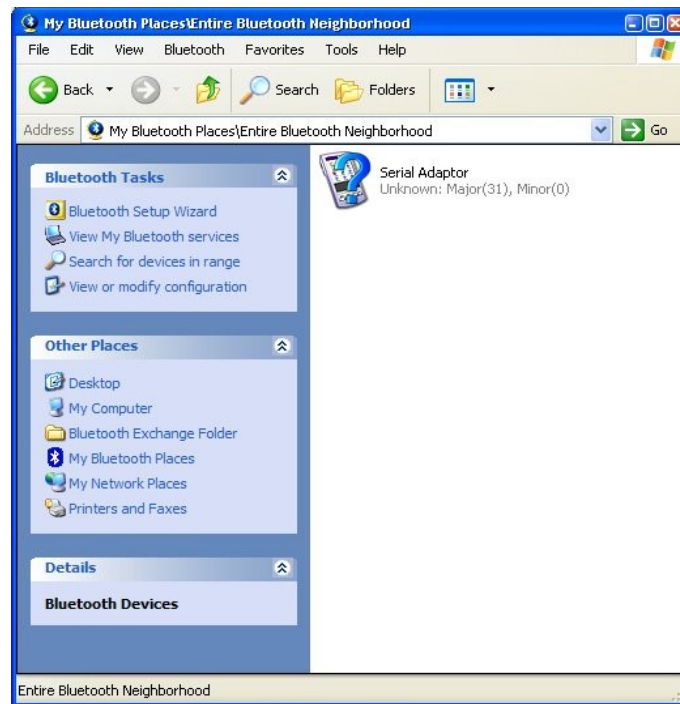 My Bluetooth Places\Entire Bluetooth Neighborhood
File Edit View Bluetooth Favorites Tools Help
Back Search Folders
Address My Bluetooth Places\Entire Bluetooth Neighborhood Go
Bluetooth Tasks
Bluetooth Setup Wizard
View My Bluetooth services
Search for devices in range
View or modify configuration
Other Places
Desktop
My Computer
Bluetooth Exchange Folder
My Bluetooth Places
My Network Places
Printers and Faxes
Details
Bluetooth Devices
Serial Adaptor
Unknown: Major(31), Minor(0)
Entire Bluetooth Neighborhood